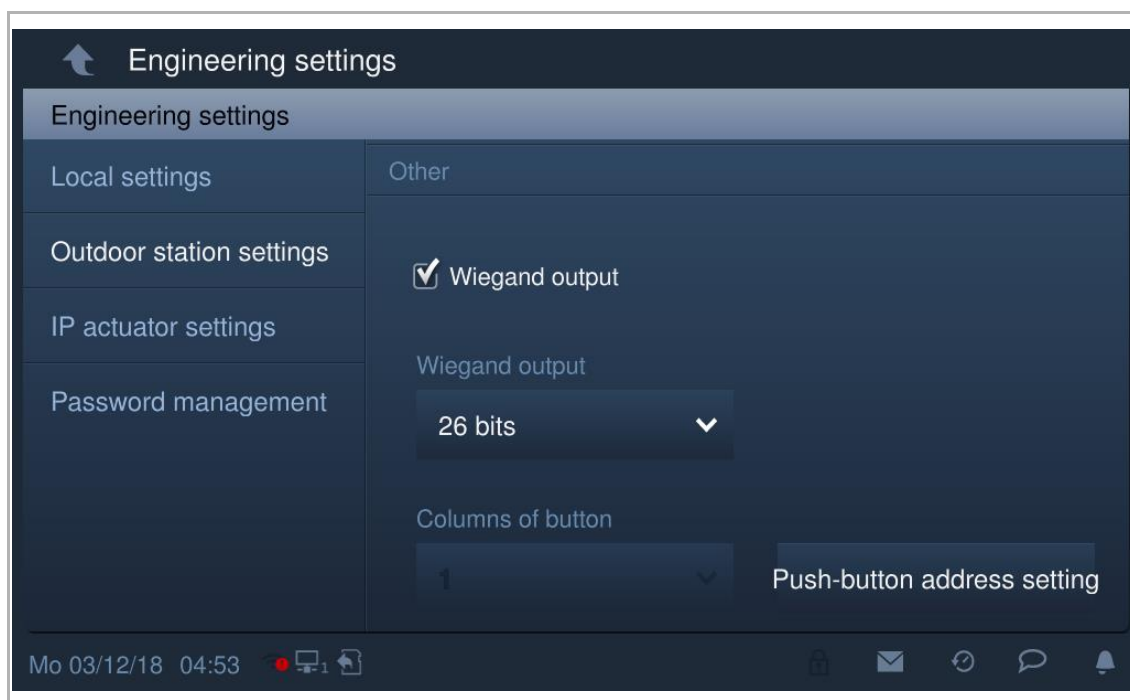 Engineering settings
Engineering settings
Local settings
Other
Outdoor station settings
Wiegand output
IP actuator settings
Wiegand output
Password management
26 bits
Columns of button
1
Push-button address setting
Mo 03/12/18 04:53 1